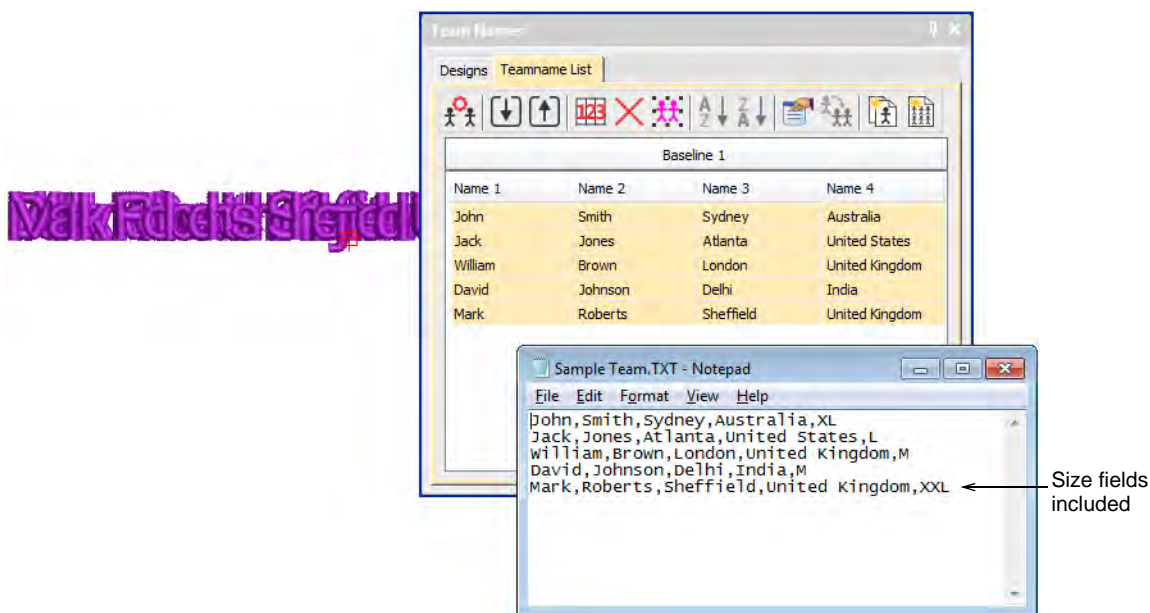 Team Names
Designs Teamname List
123
A Z Z A
Baseline 1
Name 1 Name 2 Name 3 Name 4
John Smith Sydney Australia
Jack Jones Atlanta United States
William Brown London United Kingdom
David Johnson Delhi India
Mark Roberts Sheffield United Kingdom
Sample Team.TXT - Notepad
File Edit Format View Help
John,Smith,Sydney,Australia,XL
Jack,Jones,Atlanta,United States,L
William,Brown,London,United Kingdom,M
David,Johnson,Delhi,India,M
Mark,Roberts,Sheffield,United Kingdom,XXL
Size fields
included